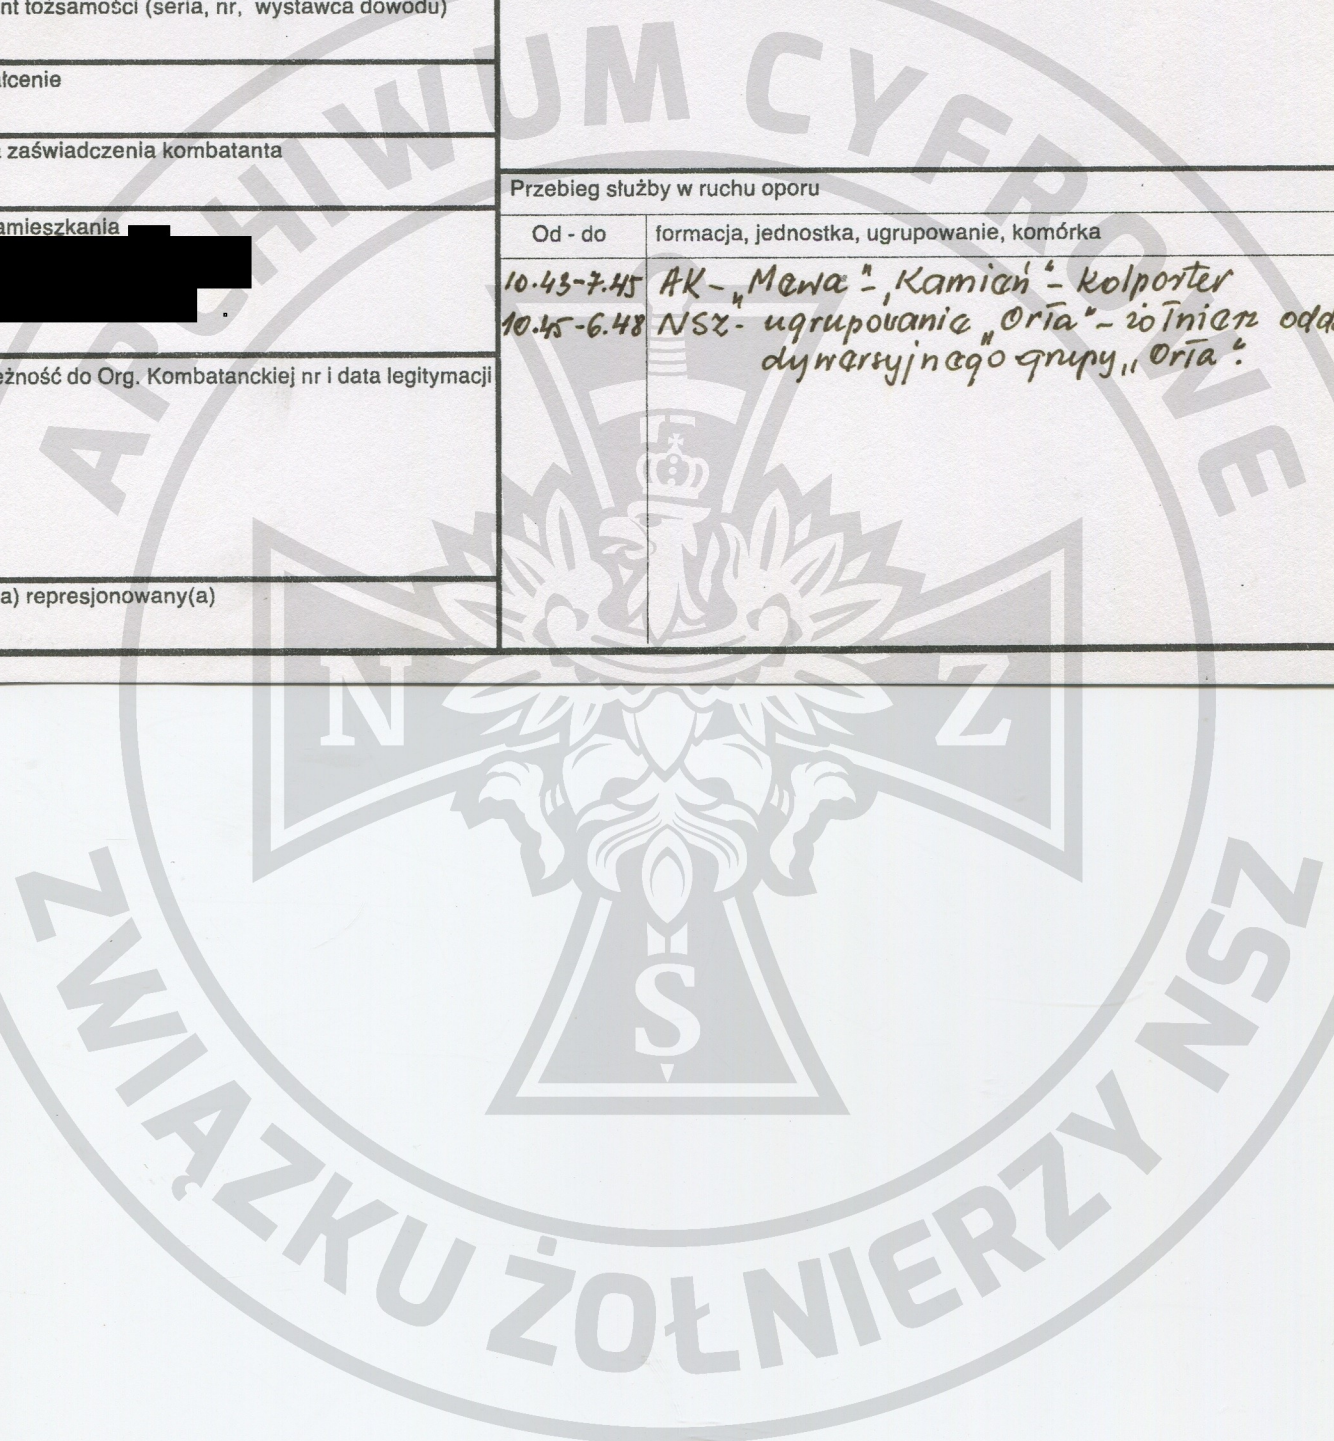 nt tożsamości (seria, nr, wystawca dowodu)
łcenie
zaświadczenia kombatanta
amieszkania
eżność do Org. Kombatanckiej nr i data legitymacji
a) represjonowany(a)
Przebieg służby w ruchu oporu
Od - do formacja, jednostka, ugrupowanie, komórka
10.43-7.45 AK - „Mewa" - „Kamień" - kolporter
10.45-6.48 NSZ - ugrupowanie „Orła" - żołnierz odd
dywersyjnego grupy „Orła".
ARCHIWUM CYFROWE
N Z
S
ZWIĄZKU ŻOŁNIERZY NSZ